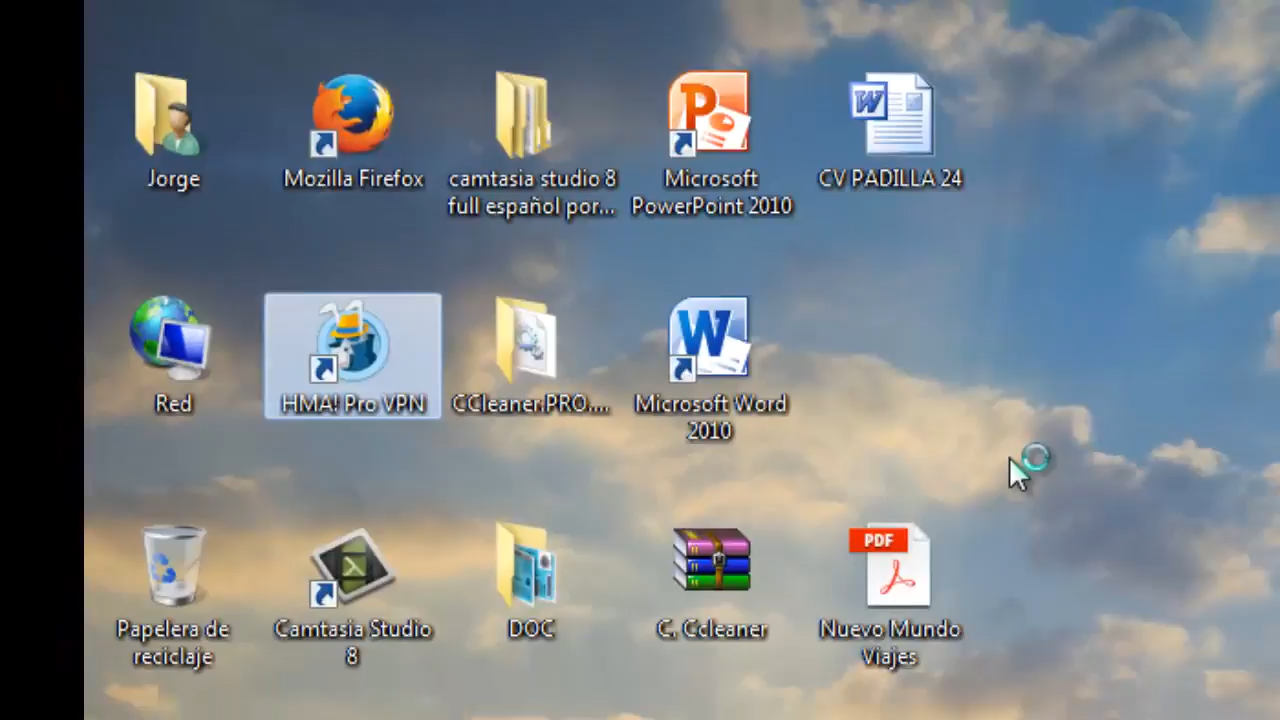 Jorge
Mozilla Firefox
camtasia studio 8
full español por...
Microsoft
PowerPoint 2010
CV PADILLA 24
Red
HMA! Pro VPN
CCleaner.PRO....
Microsoft Word
2010
Papelera de
reciclaje
Camtasia Studio
8
DOC
C. Ccleaner
PDF
Nuevo Mundo
Viajes